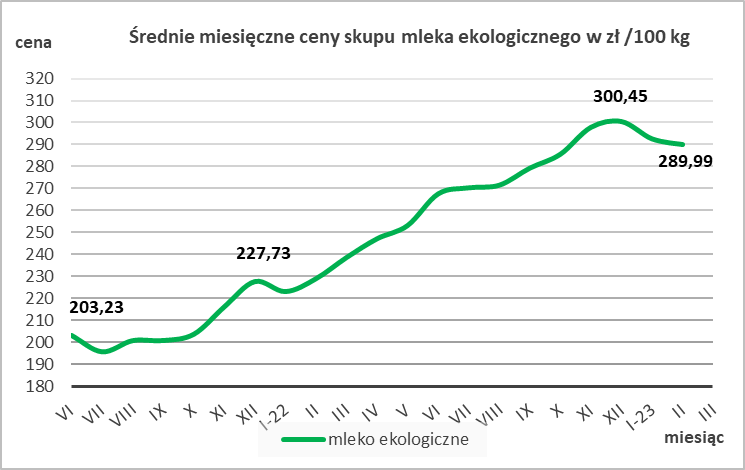 Średnie miesięczne ceny skupu mleka ekologicznego w zł /100 kg
cena
320
310
300
290
280
270
260
250
240
230
220
210
200
190
180
203,23
227,73
300,45
289,99
VI
VII
VIII
IX
X
XI
XII
I-22
II
III
IV
V
VI
VII
VIII
IX
X
XI
XII
I-23
II
III
miesiąc
mleko ekologiczne